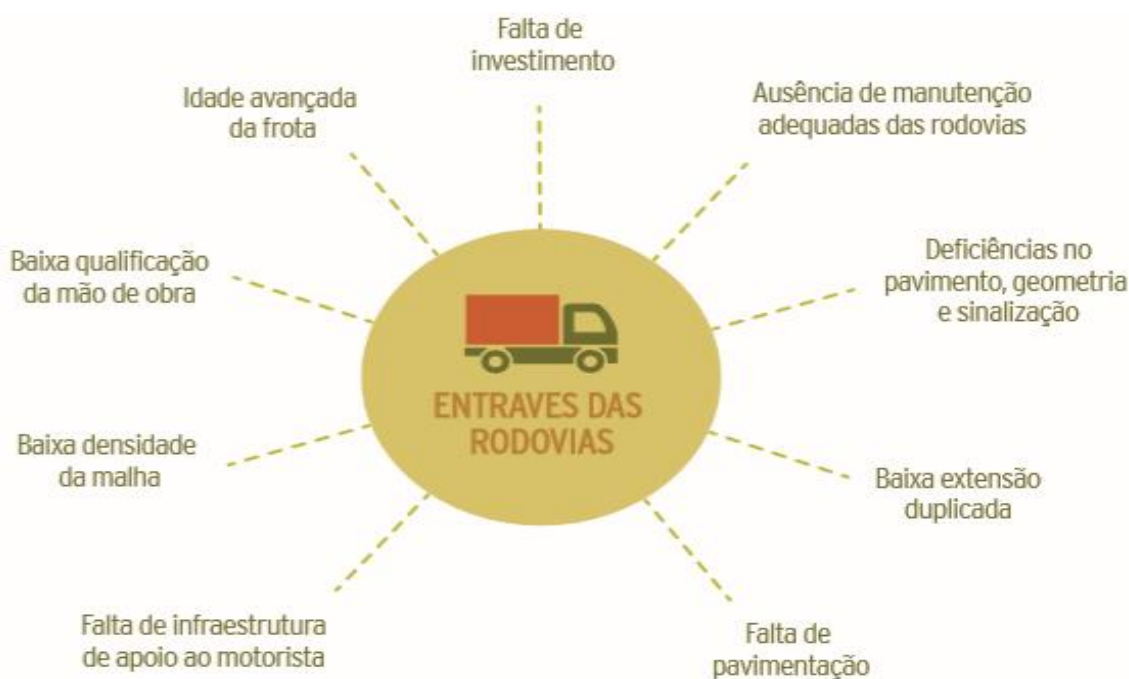 Falta de
investimento
Ausência de manutenção
adequadas das rodovias
Deficiências no
pavimento, geometria
e sinalização
Baixa extensão
duplicada
Falta de
pavimentação
Falta de infraestrutura
de apoio ao motorista
Baixa densidade
da malha
Baixa qualificação
da mão de obra
Idade avançada
da frota
ENTRAVES DAS
RODOVIAS